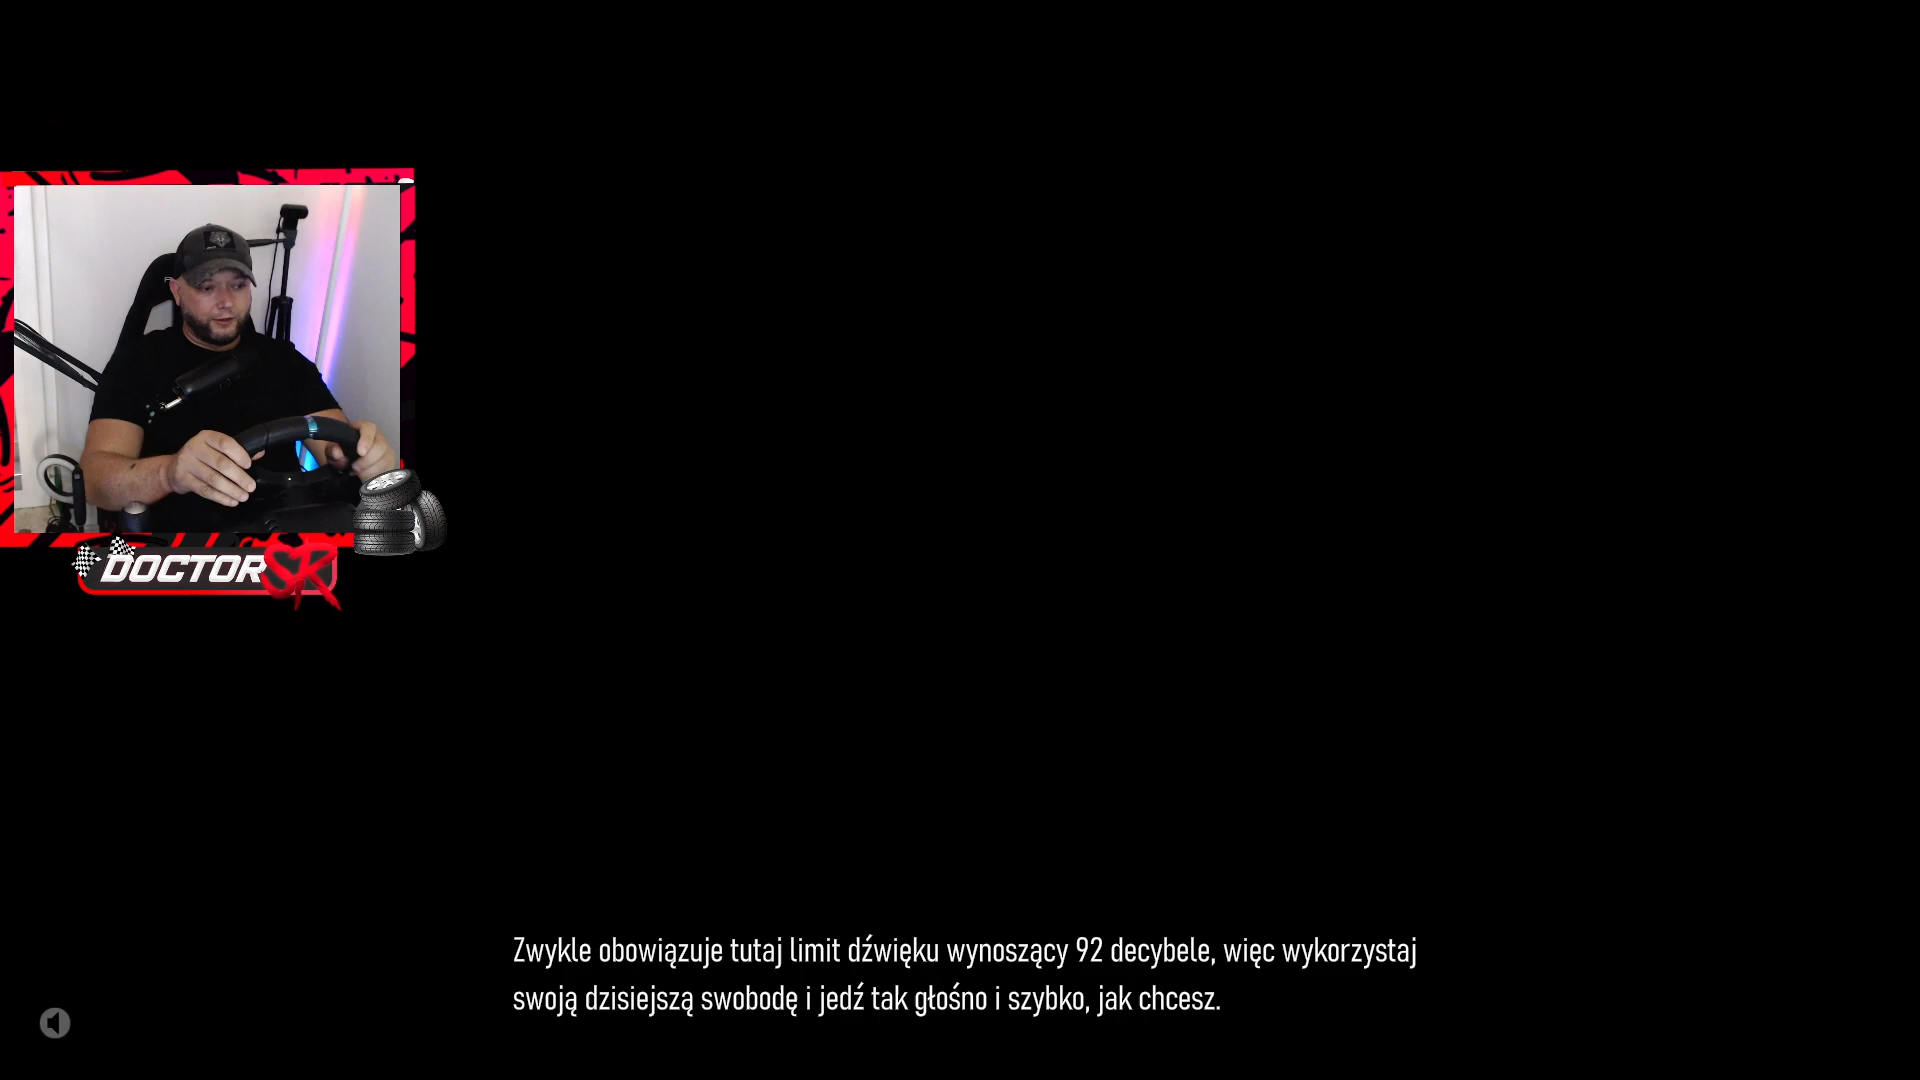 DOCTOR SR
Zwykle obowiązuje tutaj limit dźwięku wynoszący 92 decybele, więc wykorzystaj
swoją dzisiejszą swobodę i jedź tak głośno i szybko, jak chcesz.